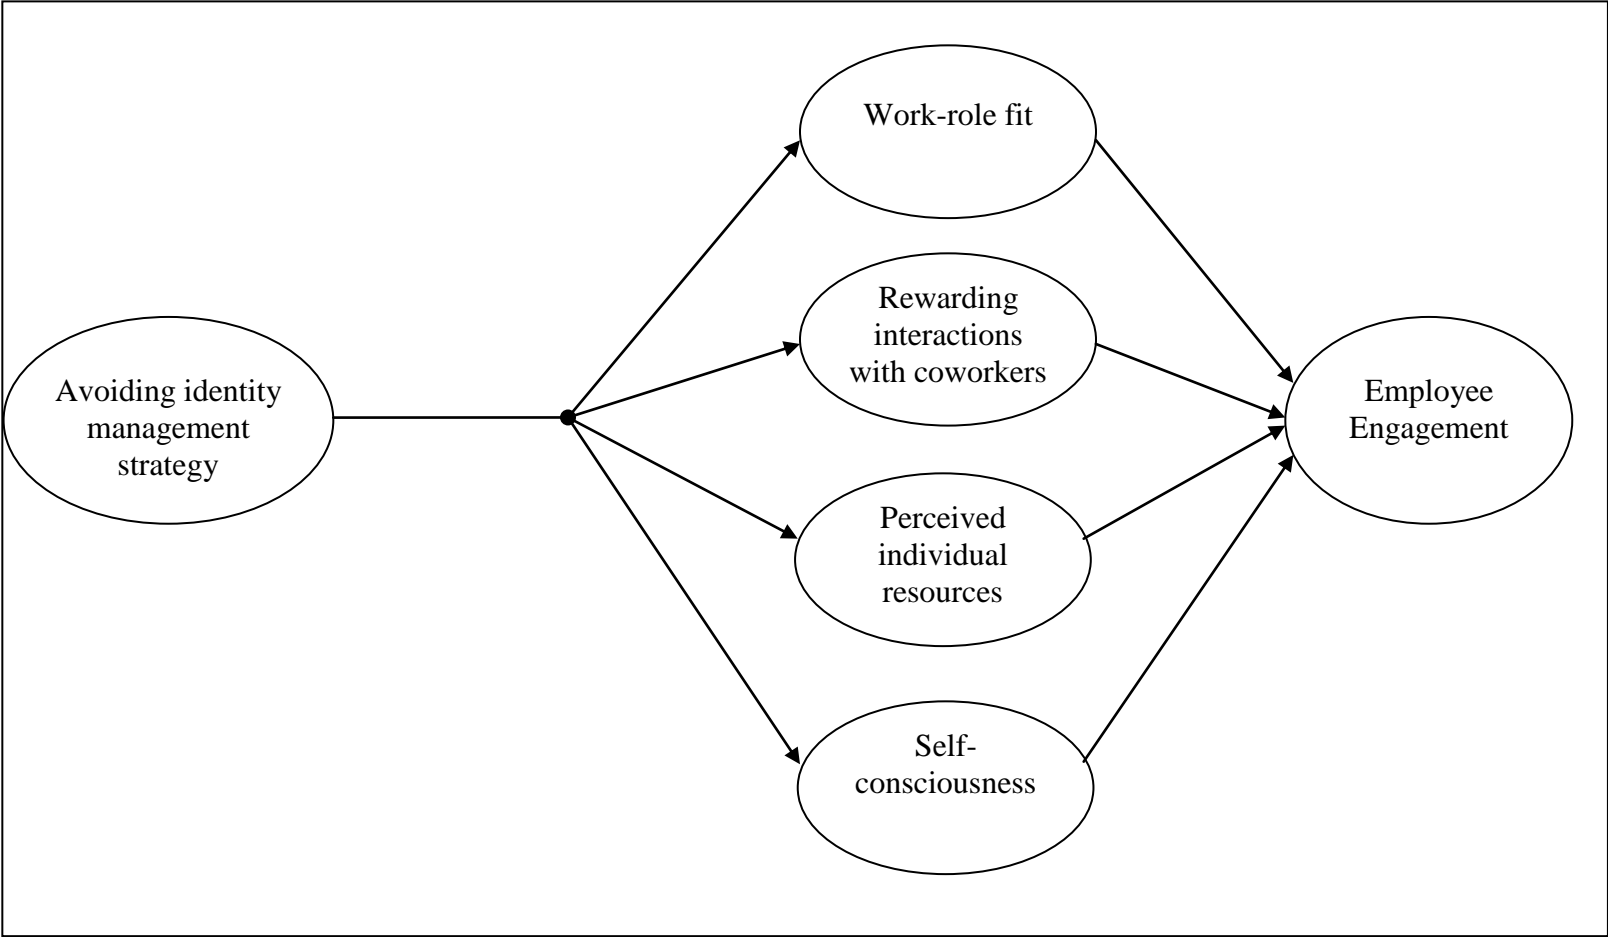 Work-role fit
Rewarding
interactions
with coworkers
Avoiding identity
management
strategy
Employee
Engagement
Perceived
individual
resources
Self-
consciousness